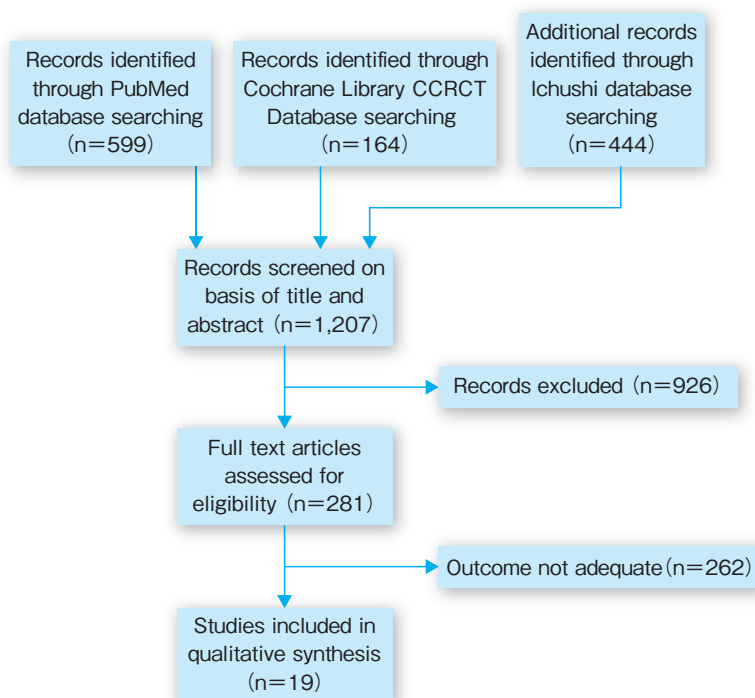 Records identified
through PubMed
database searching
(n=599)
Records identified through
Cochrane Library CCRCT
Database searching
(n=164)
Additional records
identified through
Ichushi database
searching
(n=444)
Records screened on
basis of title and
abstract (n=1,207)
Records excluded (n=926)
Full text articles
assessed for
eligibility (n=281)
Outcome not adequate(n=262)
Studies included in
qualitative synthesis
(n=19)